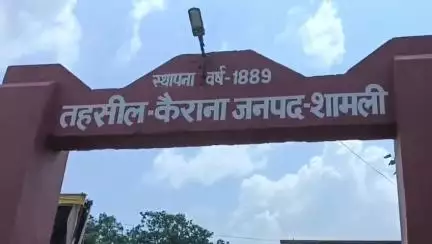 स्थापना वर्ष-1889
तहसील-कैराना जनपद-शामली